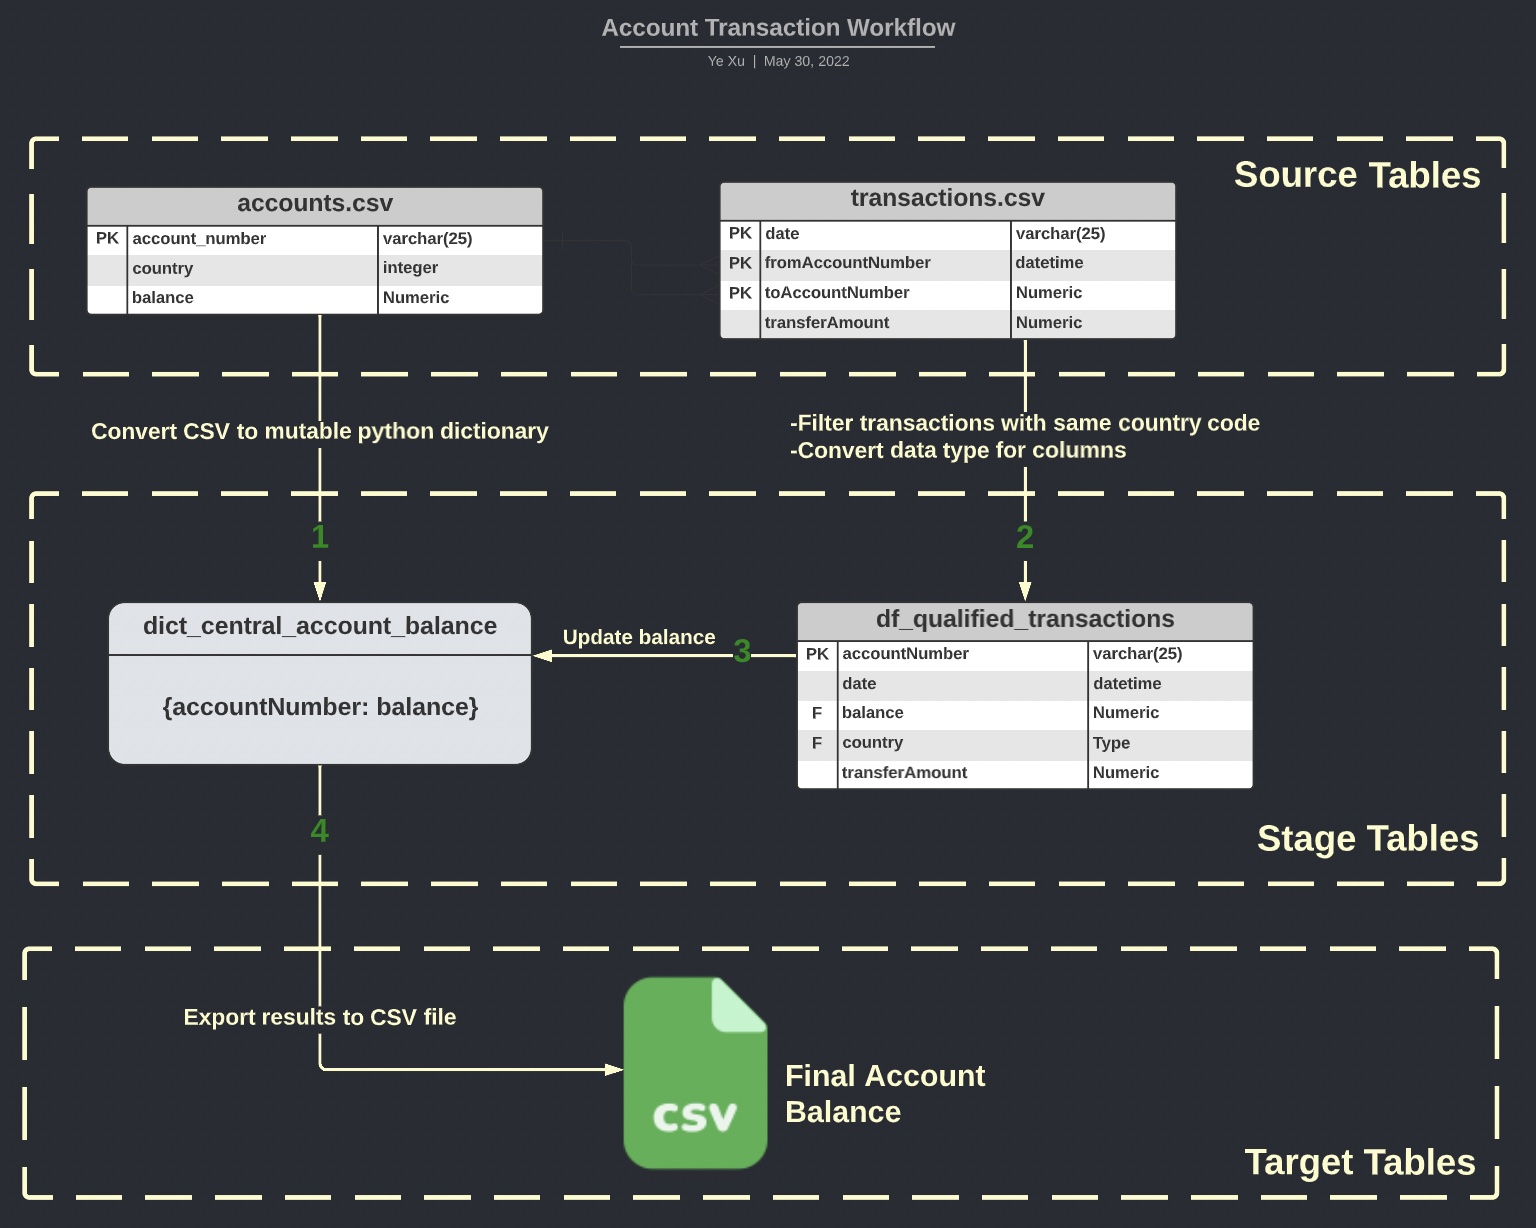 Account Transaction Workflow
Ye Xu | May 30, 2022
Source Tables
accounts.csv
PK account_number varchar(25)
country integer
balance Numeric
transactions.csv
PK date varchar(25)
PK fromAccountNumber datetime
PK toAccountNumber Numeric
transferAmount Numeric
Convert CSV to mutable python dictionary
-Filter transactions with same country code
-Convert data type for columns
1
2
dict_central_account_balance
{accountNumber: balance}
Update balance
3
df_qualified_transactions
PK accountNumber varchar(25)
date datetime
F balance Numeric
F country Type
transferAmount Numeric
4
Stage Tables
Export results to CSV file
csv
Final Account
Balance
Target Tables